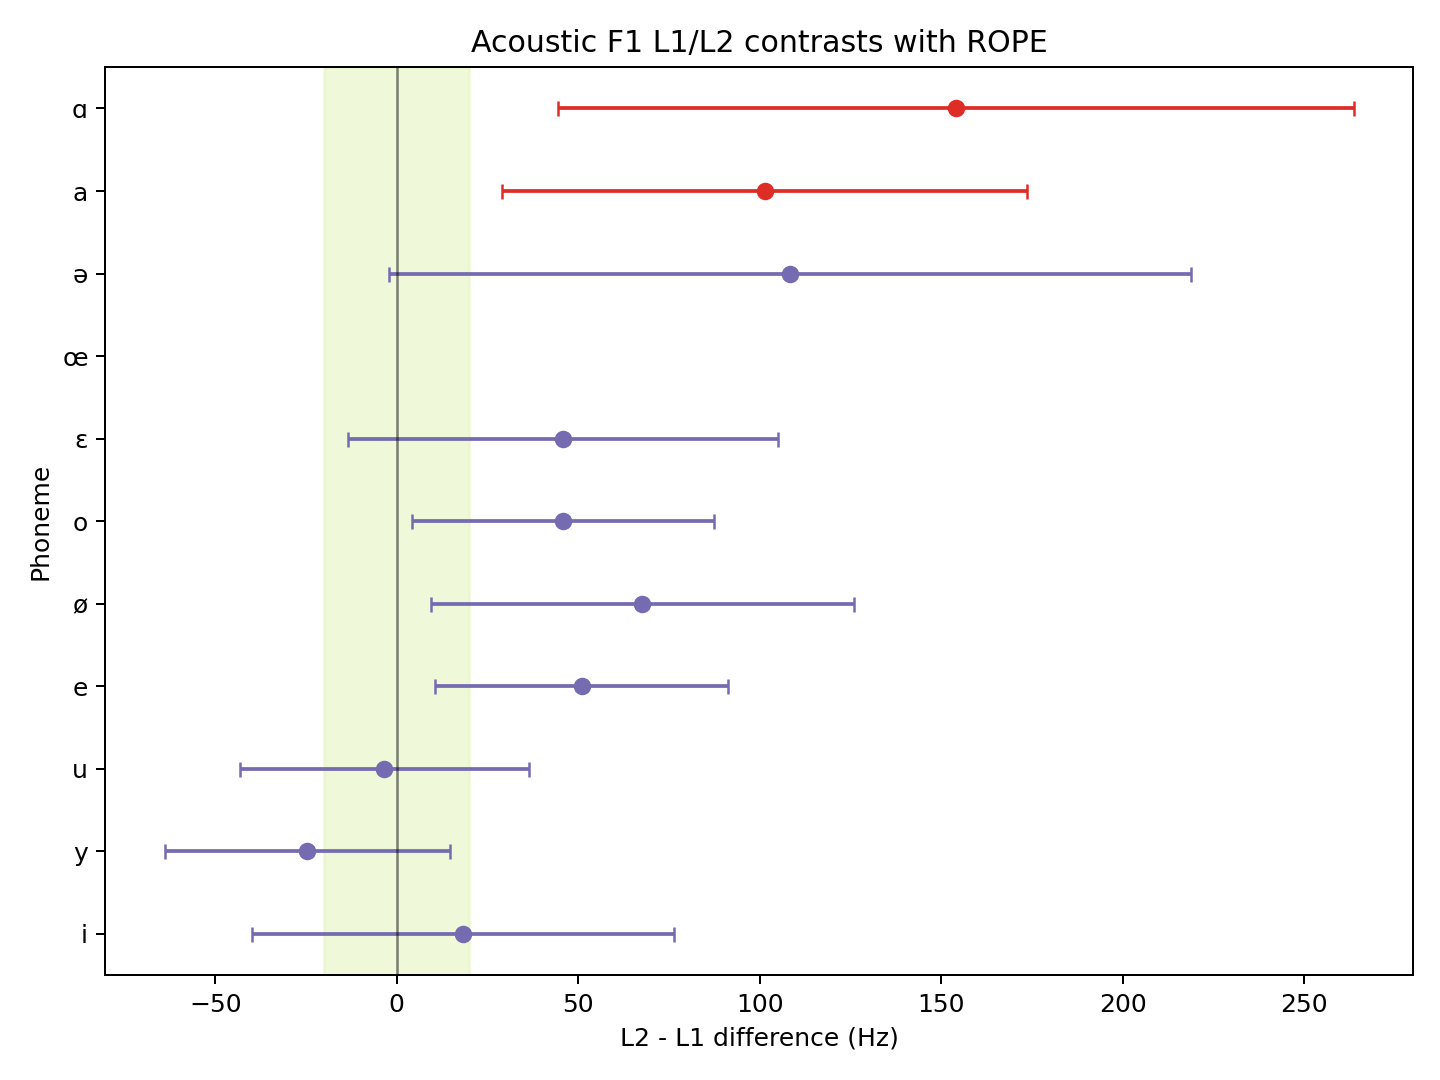 Acoustic F1 L1/L2 contrasts with ROPE
ɑ
a
ə
œ
ɛ
o
ø
e
u
y
i
Phoneme
−50 0 50 100 150 200 250
L2 - L1 difference (Hz)